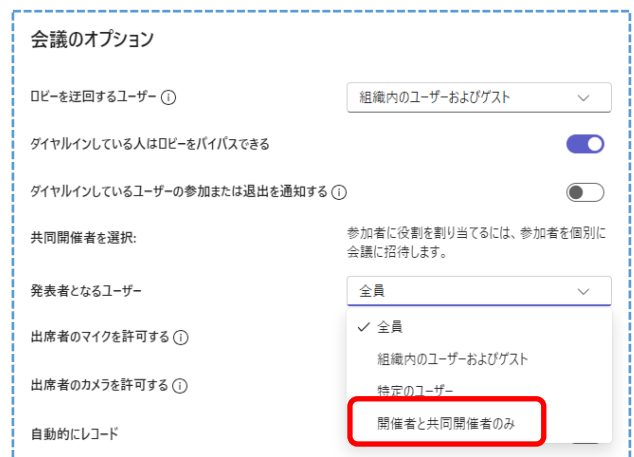 会議のオプション
ロビーを迂回するユーザー
組織内のユーザーおよびゲスト
ダイヤルインしている人はロビーをバイパスできる
ダイヤルインしているユーザーの参加または退出を通知する
共同開催者を選択:
参加者に役割を割り当てるには、参加者を個別に
会議に招待します。
発表者となるユーザー
全員
出席者のマイクを許可する
全員
組織内のユーザーおよびゲスト
出席者のカメラを許可する
特定のユーザー
開催者と共同開催者のみ
自動的にレコード